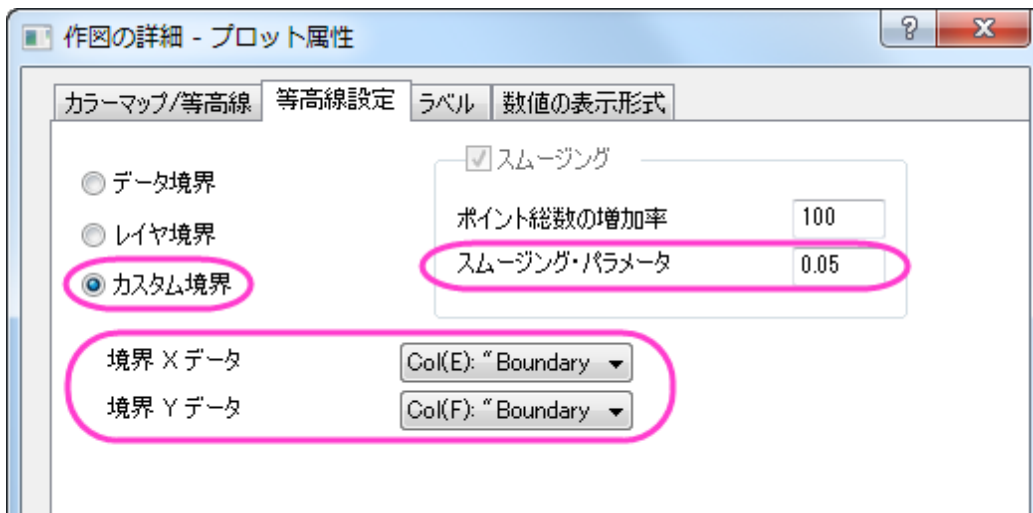 作図の詳細 - プロット属性
カラーマップ/等高線 等高線設定 ラベル 数値の表示形式
データ境界
レイヤ境界
カスタム境界
スムージング
ポイント総数の増加率 100
スムージング・パラメータ 0.05
境界 X データ Col(E): "Boundary
境界 Y データ Col(F): "Boundary